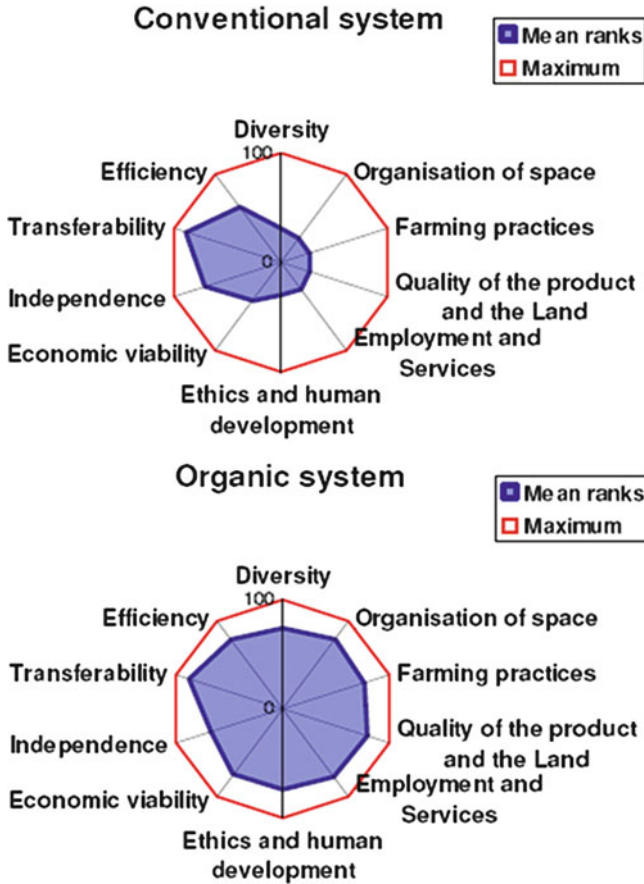 Conventional system
Mean ranks
Maximum
Diversity
100
Efficiency
Organisation of space
Transferability
Farming practices
0
Independence
Quality of the product
and the Land
Economic viability
Employment and
Services
Ethics and human
development
Organic system
Mean ranks
Maximum
Diversity
100
Efficiency
Organisation of space
Transferability
Farming practices
0
Independence
Quality of the product
and the Land
Economic viability
Employment and
Services
Ethics and human
development